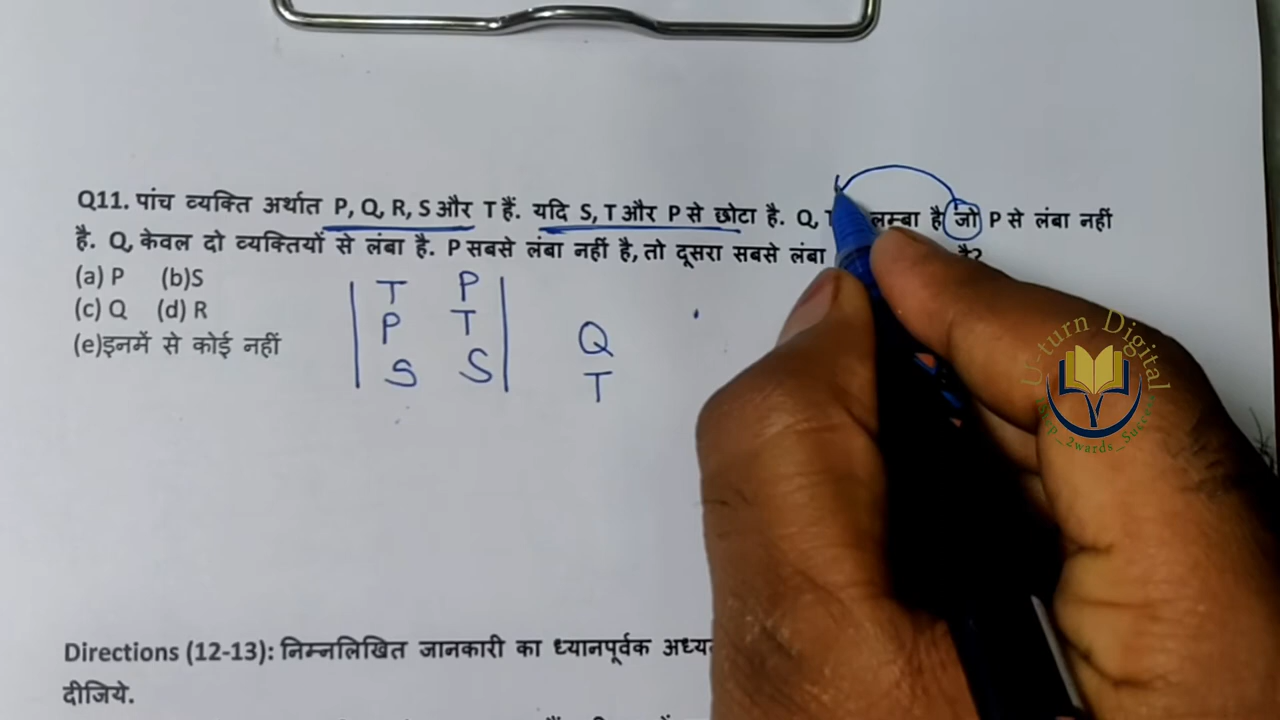 Q11. पांच व्यक्ति अर्थात P, Q, R, S और T हैं. यदि S, T और P से छोटा है. Q, लम्बा है जो P से लंबा नहीं
है. Q, केवल दो व्यक्तियों से लंबा है. P सबसे लंबा नहीं है, तो दूसरा सबसे लंबा है?
(a) P (b)S
(c) Q (d) R
(e)इनमें से कोई नहीं
T P
P T Q
S S T
U-turn Digital
Step_2wards_Success
Directions (12-13): निम्नलिखित जानकारी का ध्यानपूर्वक
दीजिये.